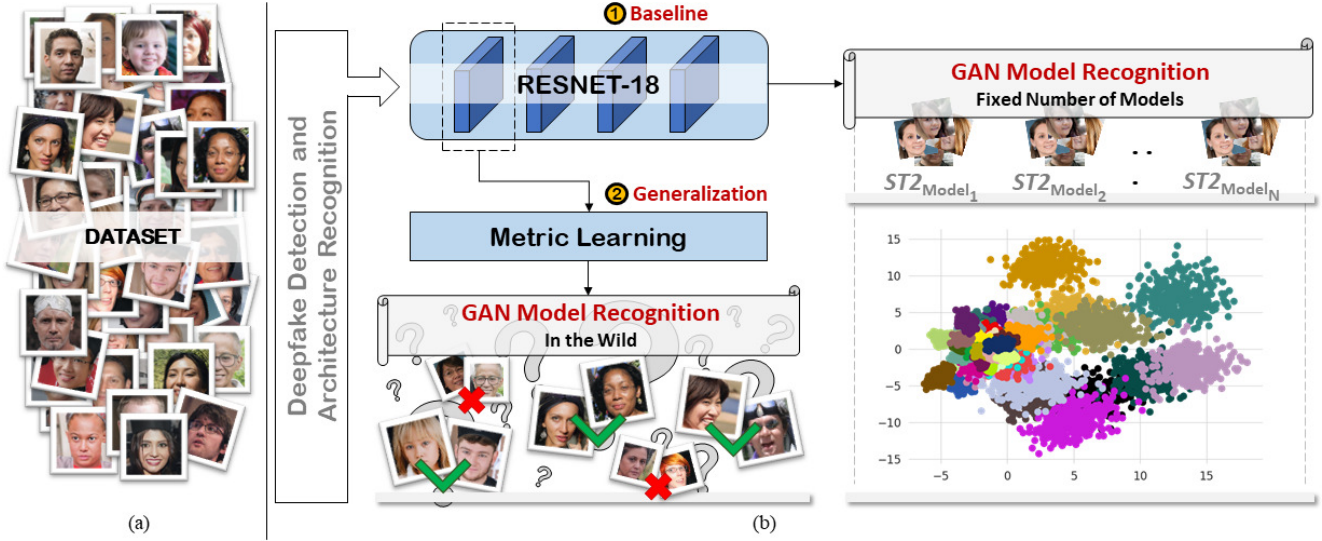 DATASET
(a)
Deepfake Detection and
Architecture Recognition
1 Baseline
RESNET-18
2 Generalization
Metric Learning
GAN Model Recognition
In the Wild
? ? ? ? ? ? ? ? ? ?
GAN Model Recognition
Fixed Number of Models
ST2Model1 ST2Model2 . . . ST2ModelN
15
10
5
0
−5
−10
−15
−5 0 5 10 15
(b)